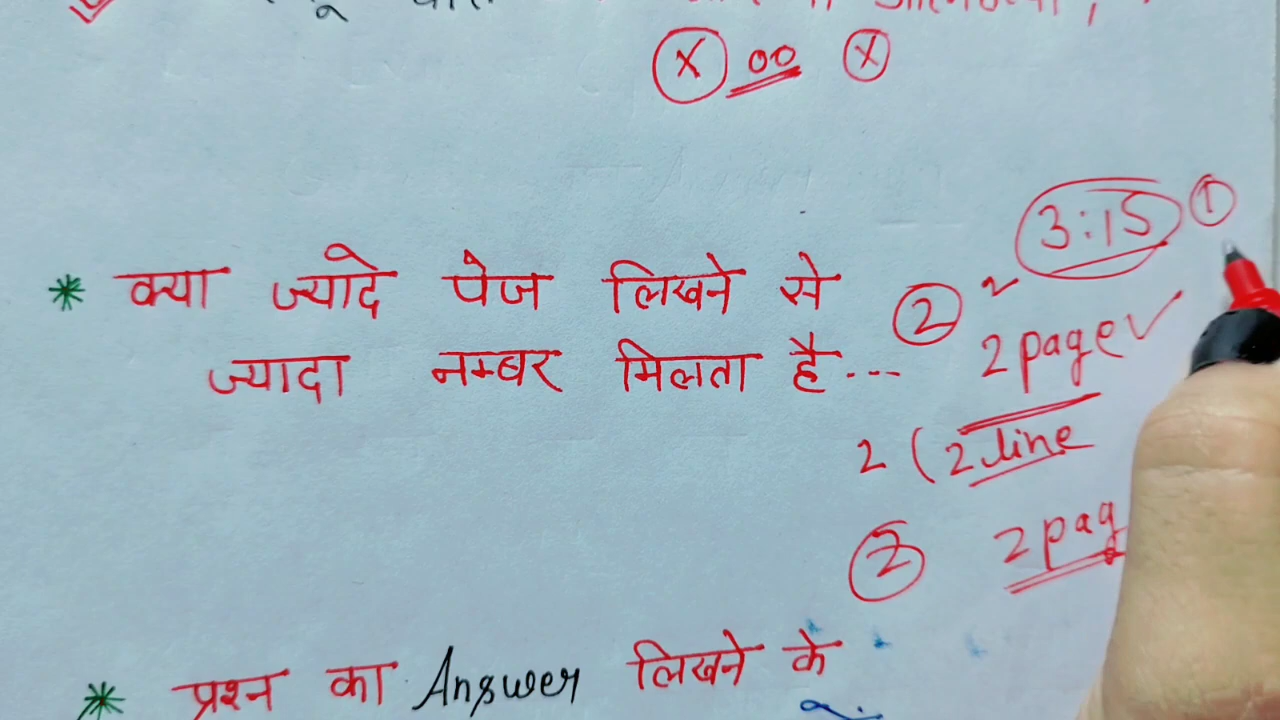 x 00 x
3:15 1
* क्या ज्यादे पेज लिखने से
2 2
2 page ✓
ज्यादा नम्बर मिलता है...
2 ( 2 line
2 2 pag
* प्रश्न का Answer लिखने के